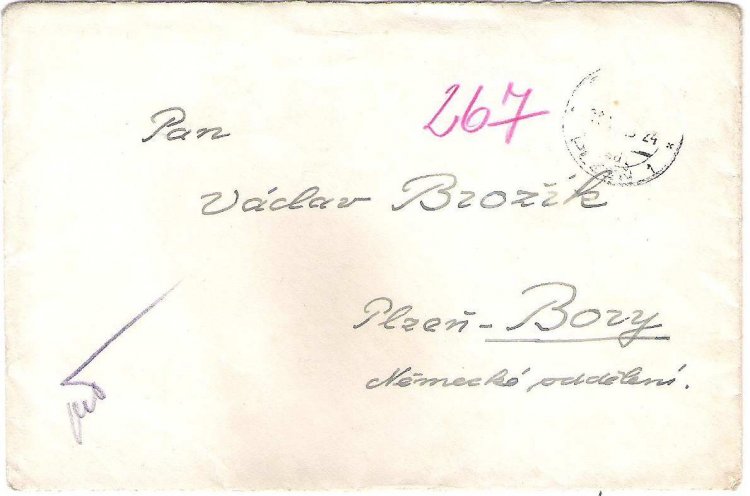 267
Pan
Václav Brožík
Plzeň-Bory
Německé oddělení.